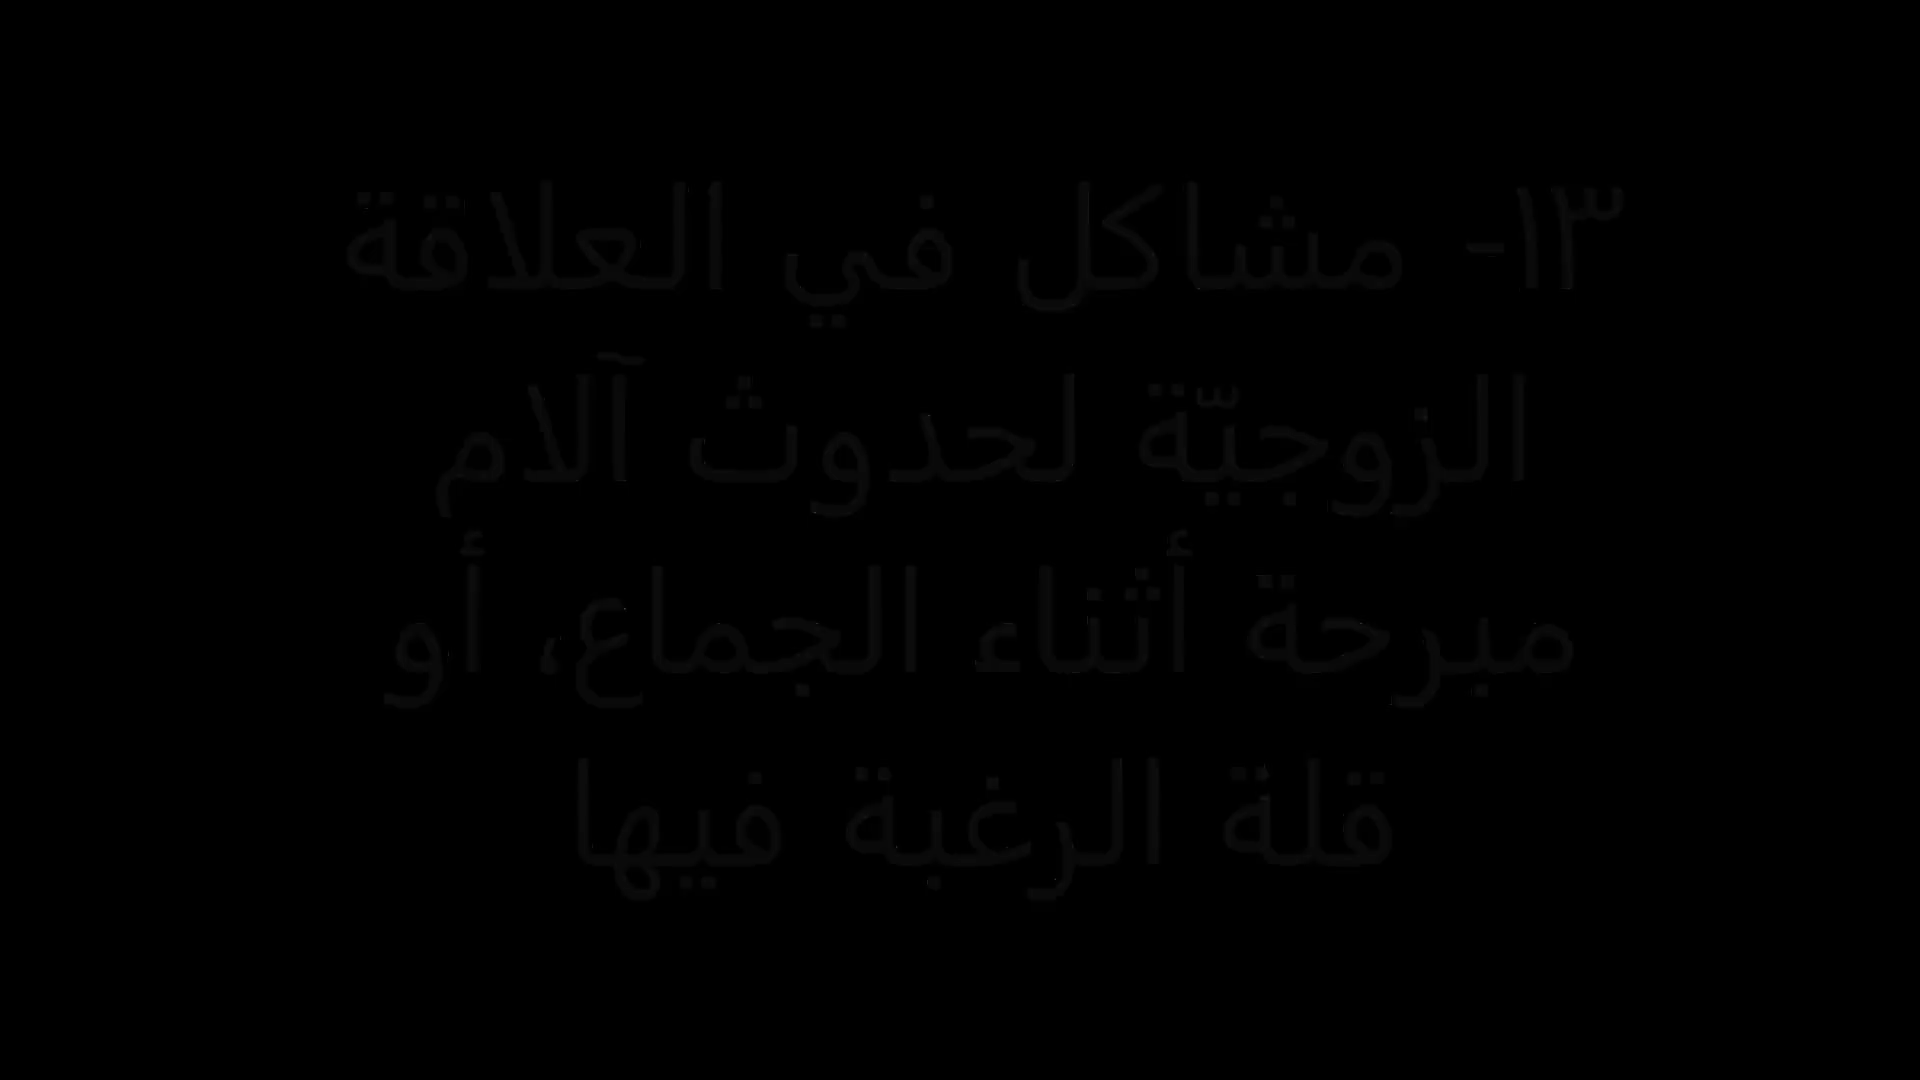 ١٣- مشاكل في العلاقة
الزوجيّة لحدوث آلام
مبرحة أثناء الجماع، أو
قلة الرغبة فيها